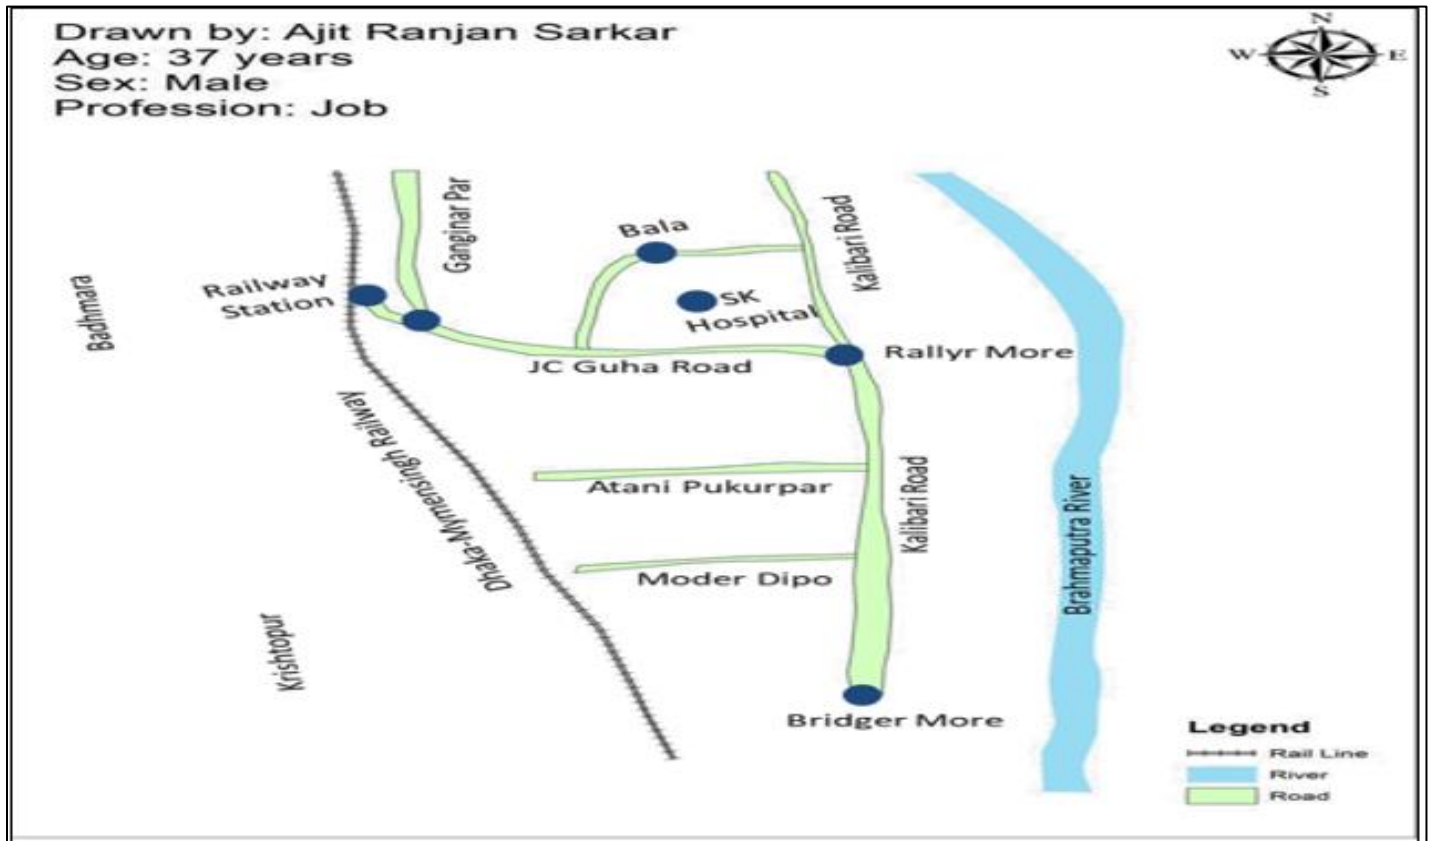 Drawn by: Ajit Ranjan Sarkar
Age: 37 years
Sex: Male
Profession: Job
N
W
E
S
Ganginar Par
Kalibari Road
Bala
Railway
Station
SK
Hospital
Badhmara
Rallyr More
JC Guha Road
Dhaka-Mymensingh Railway
Atani Pukurpar
Kalibari Road
Brahmaputra River
Moder Dipo
Krishtopur
Bridger More
Legend
Rail Line
River
Road